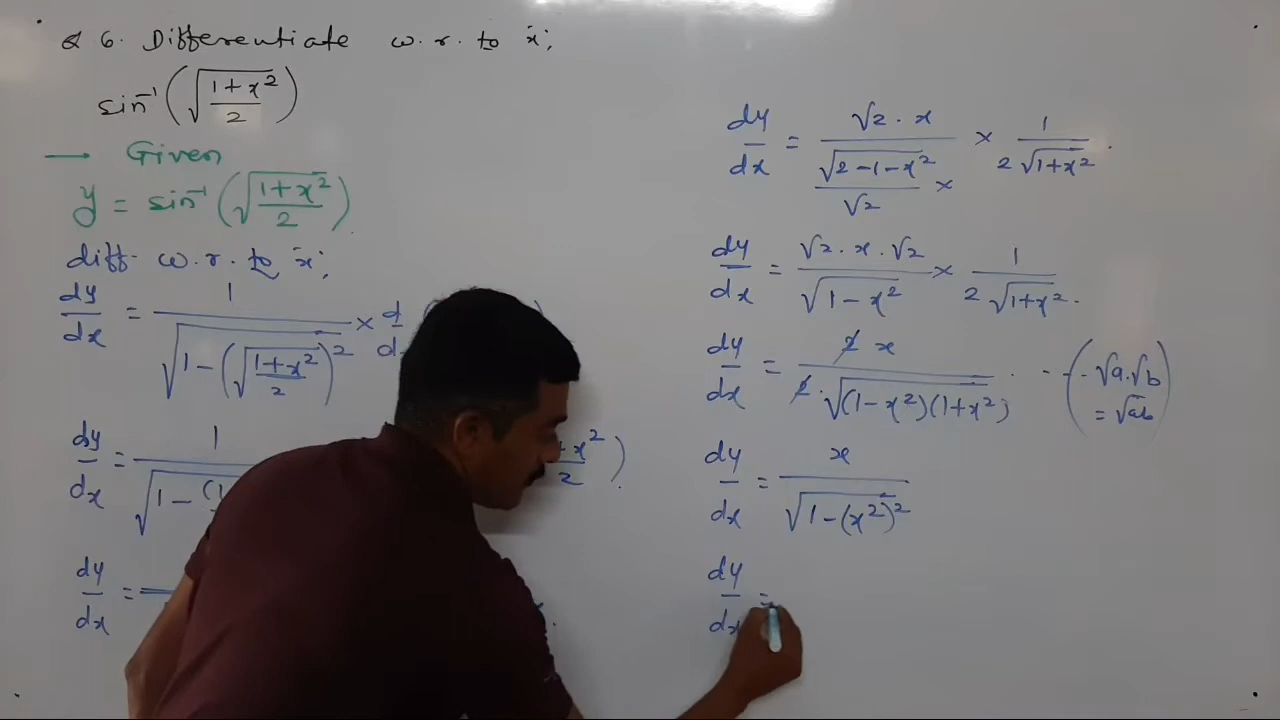 Q 6. Differentiate w.r. to x;
sin⁻¹(√((1+x²)/2))
→ Given
y = sin⁻¹(√((1+x²)/2)).
diff. w.r. to x;
dy/dx = 1/√(1-(√((1+x²)/2))²) × d/
dy/dx = 1/√(1-(1 x²/2).
dy/dx =
dy/dx = √2 . x/(√(2-1-x²)/√2) × × 1/(2√(1+x²)).
dy/dx = √2 . x . √2/√(1-x²) × 1/(2√(1+x²)).
dy/dx = 2x/(2.√((1-x²)(1+x²))) . - - - (√a.√b = √ab)
dy/dx = x/√(1-(x²)²)
dy/dx =